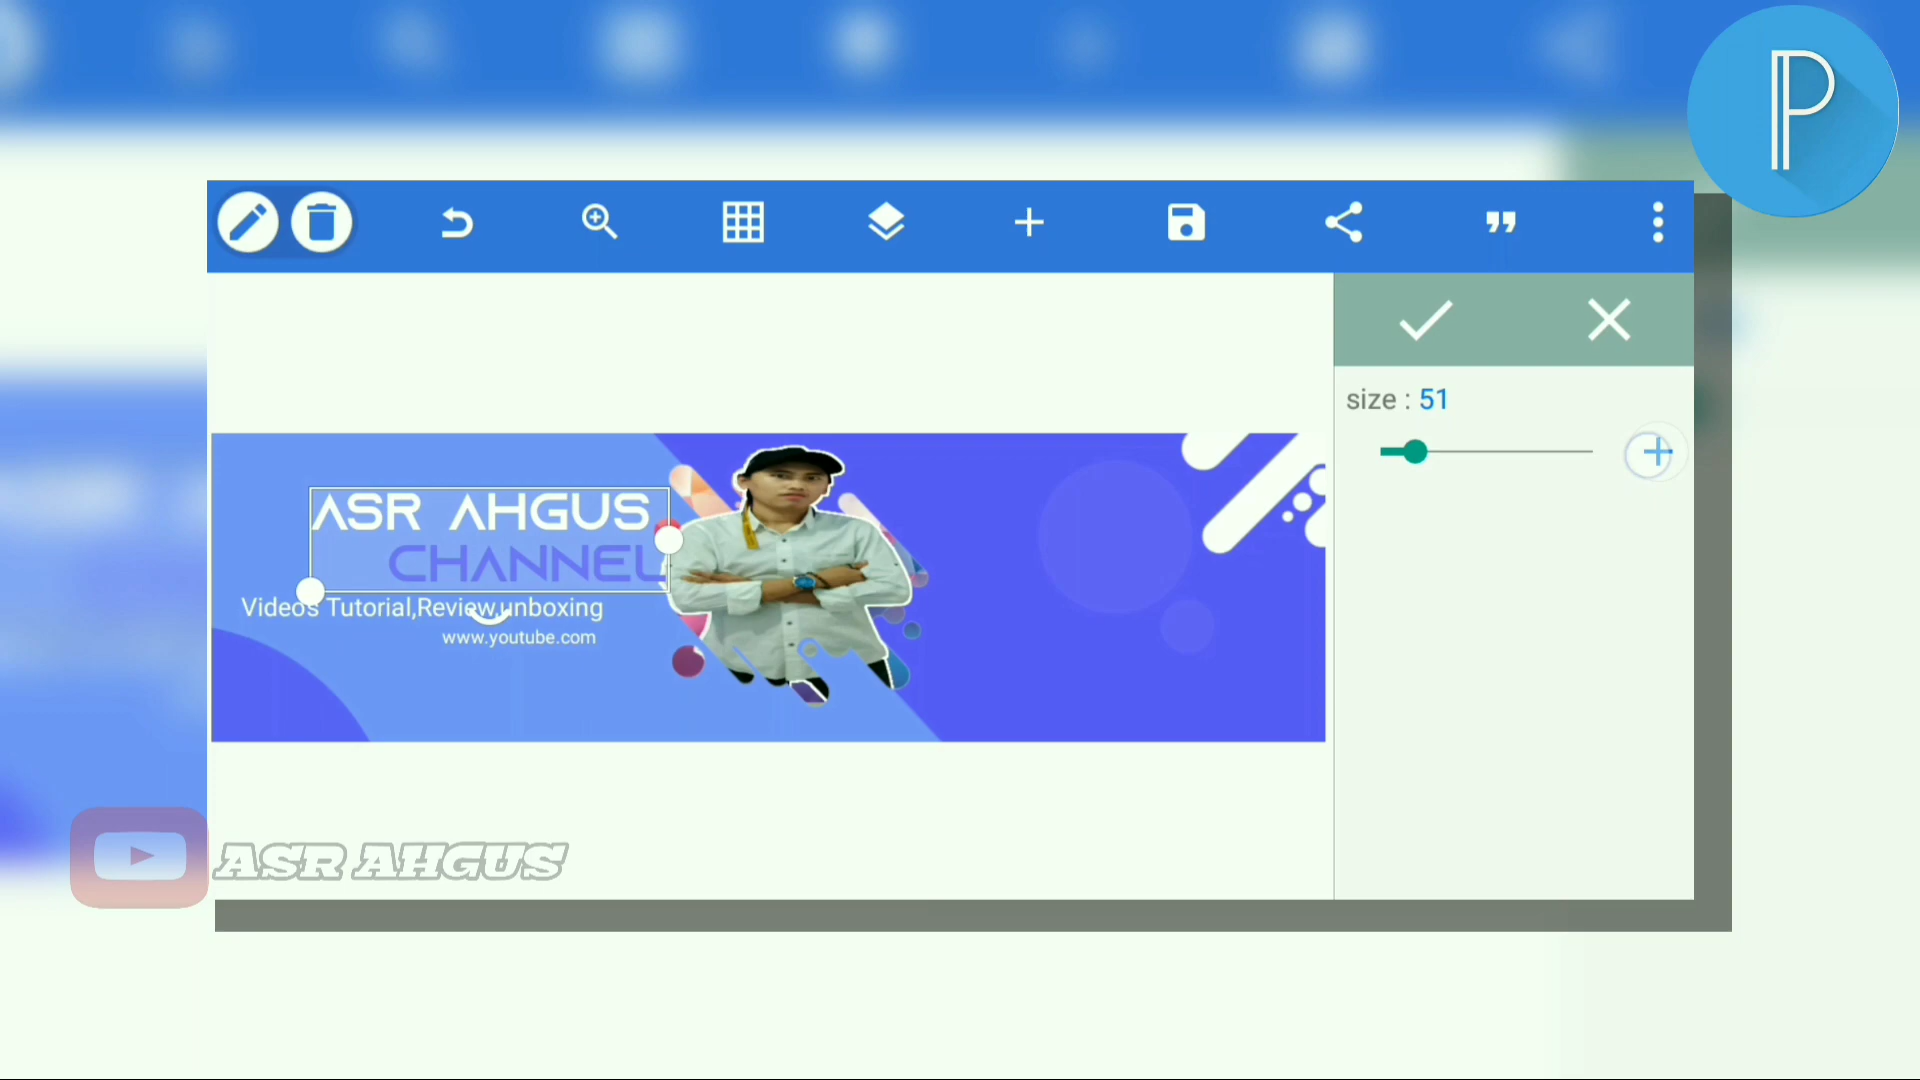 size : 51
ASR AHGUS
CHANNEL
Videos Tutorial,Review,unboxing
www.youtube.com
ASR AHGUS